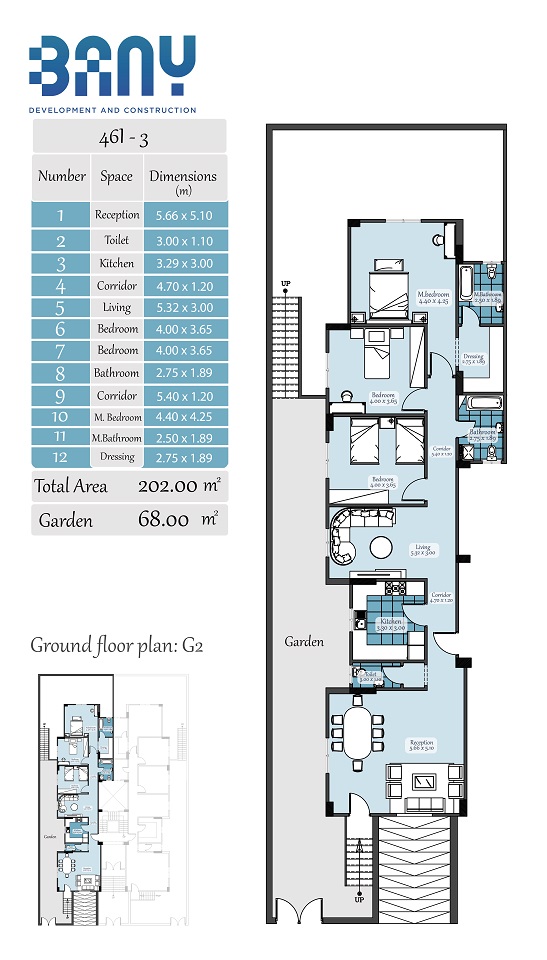 BANY
DEVELOPMENT AND CONSTRUCTION
461 - 3
Number Space Dimensions (m)
1 Reception 5.66 x 5.10
2 Toilet 3.00 x 1.10
3 Kitchen 3.29 x 3.00
4 Corridor 4.70 x 1.20
5 Living 5.32 x 3.00
6 Bedroom 4.00 x 3.65
7 Bedroom 4.00 x 3.65
8 Bathroom 2.75 x 1.89
9 Corridor 5.40 x 1.20
10 M. Bedroom 4.40 x 4.25
11 M.Bathroom 2.50 x 1.89
12 Dressing 2.75 x 1.89
Total Area 202.00 m²
Garden 68.00 m²
Ground floor plan: G2
Garden
UP
M.bedroom
4.40 x 4.25
M.Bathroom
2.50 x 1.89
Dressing
2.75 x 1.89
Bedroom
4.00 x 3.65
Bathroom
2.75 x 1.89
Corridor
5.40 x 1.20
Bedroom
4.00 x 3.65
Living
5.32 x 3.00
Corridor
4.70 x 1.20
Kitchen
3.30 x 3.00
Garden
Toilet
Reception
5.66 x 5.10
UP